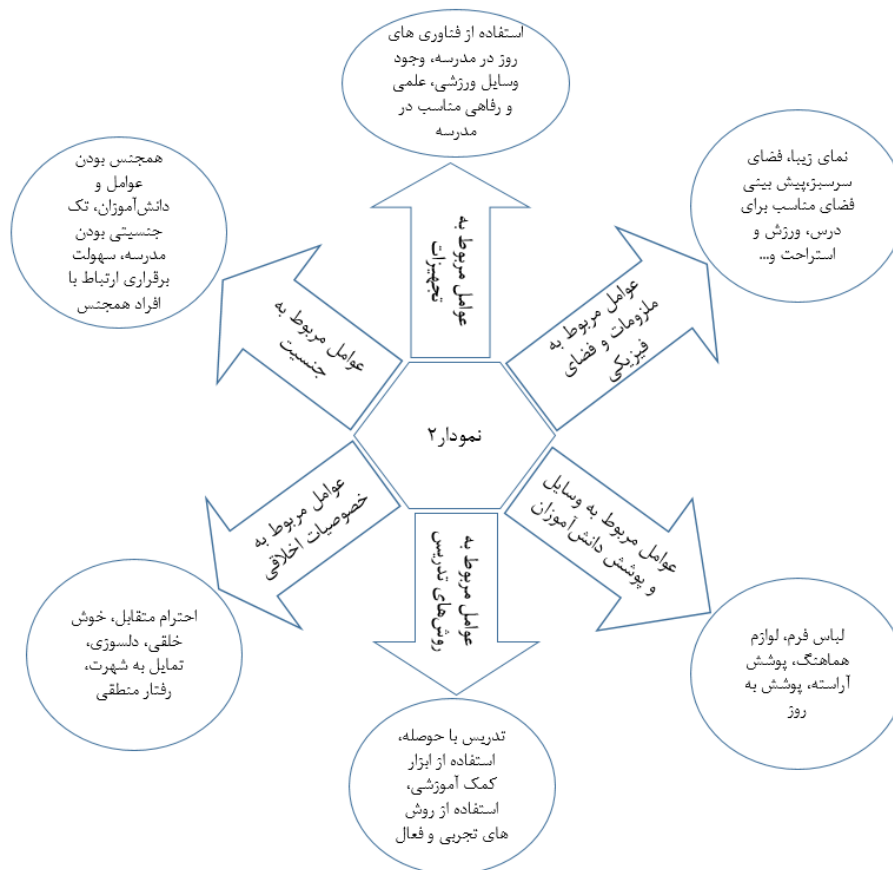 استفاده از فناوری های
روز در مدرسه، وجود
وسایل ورزشی، علمی
و رفاهی مناسب در
مدرسه
عوامل مربوط به
تجهیزات
نمای زیبا، فضای
سرسبز،پیش بینی
فضای مناسب برای
درس، ورزش و
استراحت و...
عوامل مربوط به
ملزومات و فضای
فیزیکی
همجنس بودن
عوامل و
دانش‌آموزان، تک
جنسیتی بودن
مدرسه، سهولت
برقراری ارتباط با
افراد همجنس
عوامل مربوط به
جنسیت
نمودار۲
عوامل مربوط به وسایل
و پوشش دانش‌آموزان
لباس فرم، لوازم
هماهنگ، پوشش
آراسته، پوشش به
روز
عوامل مربوط به
روش‌های تدریس
تدریس با حوصله،
استفاده از ابزار
کمک آموزشی،
استفاده از روش
های تجربی و فعال
عوامل مربوط به
خصوصیات اخلاقی
احترام متقابل، خوش
خلقی، دلسوزی،
تمایل به شهرت،
رفتار منطقی